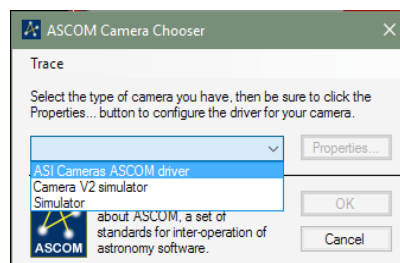 ASCOM Camera Chooser
Trace
Select the type of camera you have, then be sure to click the
Properties... button to configure the driver for your camera.
Properties...
ASI Cameras ASCOM driver
Camera V2 simulator
Simulator
about ASCOM, a set of
standards for inter-operation of
astronomy software.
ASCOM
OK
Cancel